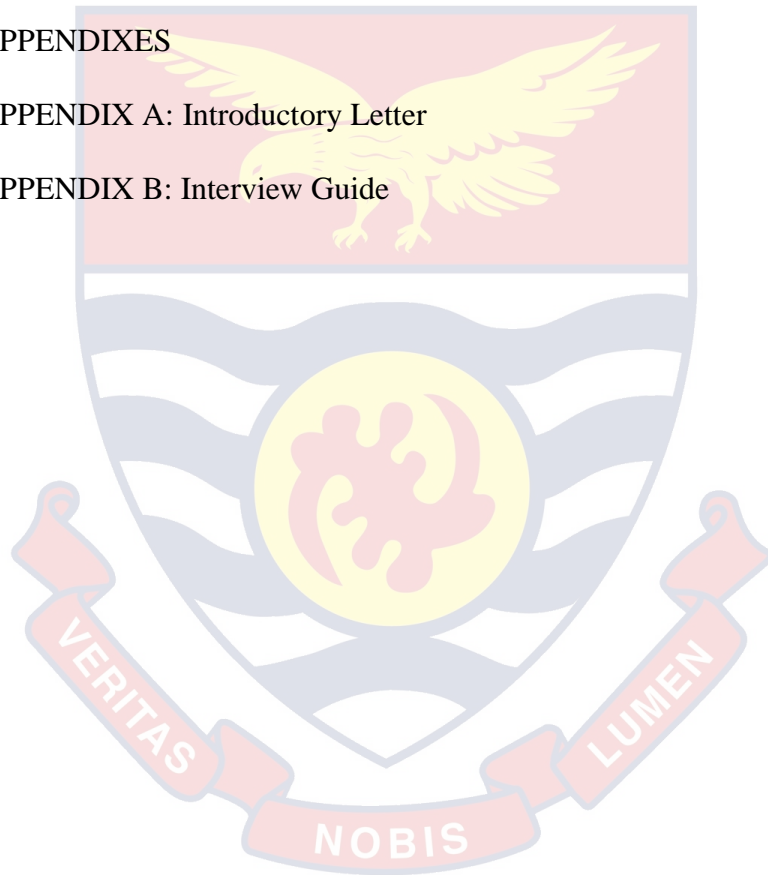 PPENDIXES
PPENDIX A: Introductory Letter
PPENDIX B: Interview Guide
VERITAS
NOBIS
LUMEN